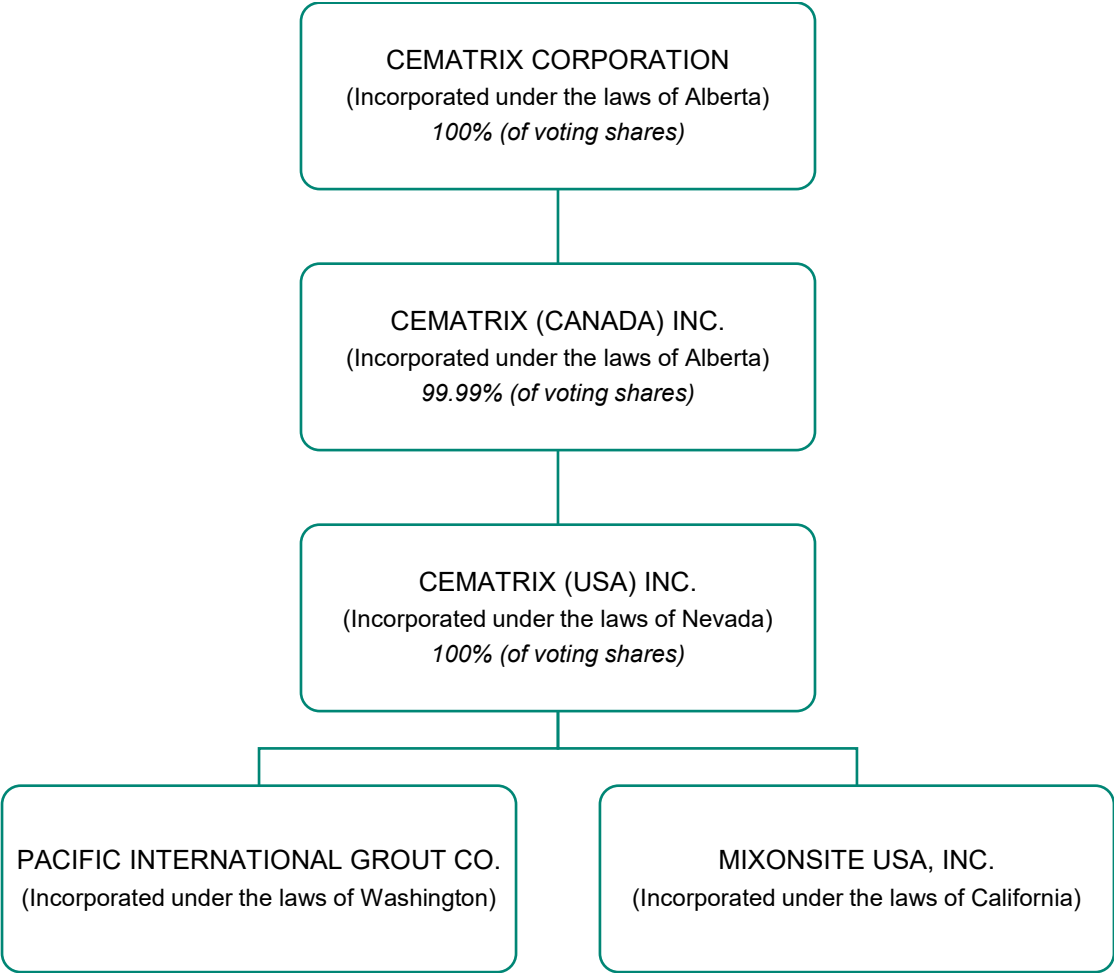 CEMATRIX CORPORATION
(Incorporated under the laws of Alberta)
100% (of voting shares)
CEMATRIX (CANADA) INC.
(Incorporated under the laws of Alberta)
99.99% (of voting shares)
CEMATRIX (USA) INC.
(Incorporated under the laws of Nevada)
100% (of voting shares)
PACIFIC INTERNATIONAL GROUT CO.
(Incorporated under the laws of Washington)
MIXONSITE USA, INC.
(Incorporated under the laws of California)